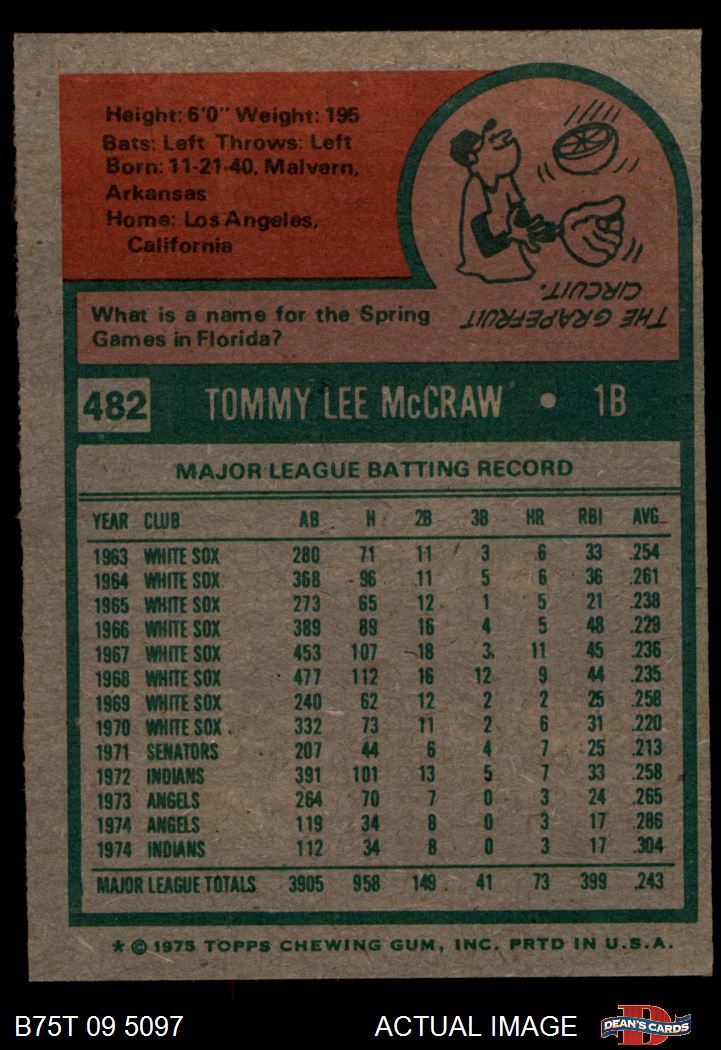 Height: 6'0" Weight: 195
Bats: Left Throws: Left
Born: 11-21-40, Malvern,
Arkansas
Home: Los Angeles,
California
What is a name for the Spring
Games in Florida?
THE GRAPEFRUIT
CIRCUIT.
482 TOMMY LEE McCRAW • 1B
MAJOR LEAGUE BATTING RECORD
YEAR CLUB AB H 2B 3B HR RBI AVG.
1963 WHITE SOX 280 71 11 3 6 33 .254
1964 WHITE SOX 368 96 11 5 6 36 .261
1965 WHITE SOX 273 65 12 1 5 21 .238
1966 WHITE SOX 389 89 16 4 5 48 .229
1967 WHITE SOX 453 107 18 3 11 45 .236
1968 WHITE SOX 477 112 16 12 9 44 .235
1969 WHITE SOX 240 62 12 2 2 25 .258
1970 WHITE SOX 332 73 11 2 6 31 .220
1971 SENATORS 207 44 6 4 7 25 .213
1972 INDIANS 391 101 13 5 7 33 .258
1973 ANGELS 264 70 7 0 3 24 .265
1974 ANGELS 119 34 8 0 3 17 .286
1974 INDIANS 112 34 8 0 3 17 .304
MAJOR LEAGUE TOTALS 3905 958 149 41 73 399 .243
* © 1975 TOPPS CHEWING GUM, INC. PRTD IN U.S.A.
B75T 09 5097 ACTUAL IMAGE DEAN'S CARDS